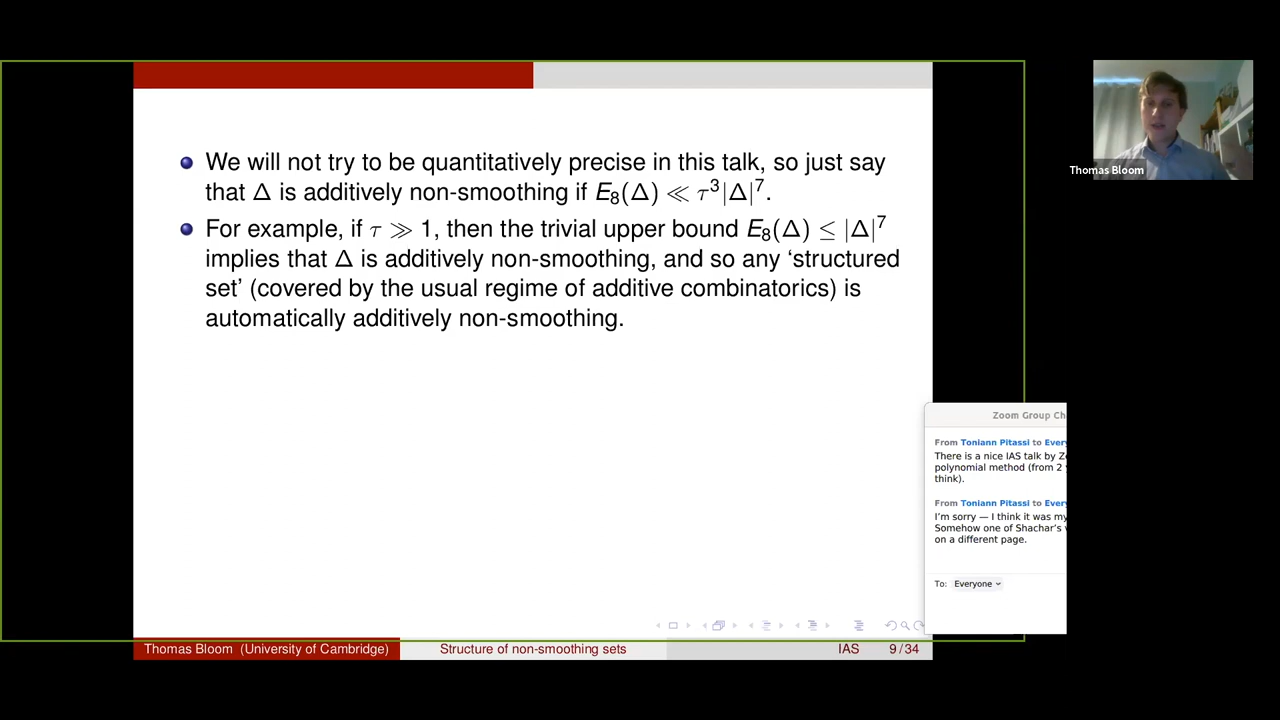 We will not try to be quantitatively precise in this talk, so just say
that Δ is additively non-smoothing if E₈(Δ) ≪ τ³|Δ|⁷.
For example, if τ ≫ 1, then the trivial upper bound E₈(Δ) ≤ |Δ|⁷
implies that Δ is additively non-smoothing, and so any ‘structured
set’ (covered by the usual regime of additive combinatorics) is
automatically additively non-smoothing.
Thomas Bloom (University of Cambridge)
Structure of non-smoothing sets
IAS
9/34
Thomas Bloom
Zoom Group Ch
From Toniann Pitassi to Every
There is a nice IAS talk by Z
polynomial method (from 2
think).
From Toniann Pitassi to Every
I’m sorry — I think it was my
Somehow one of Shachar’s
on a different page.
To: Everyone